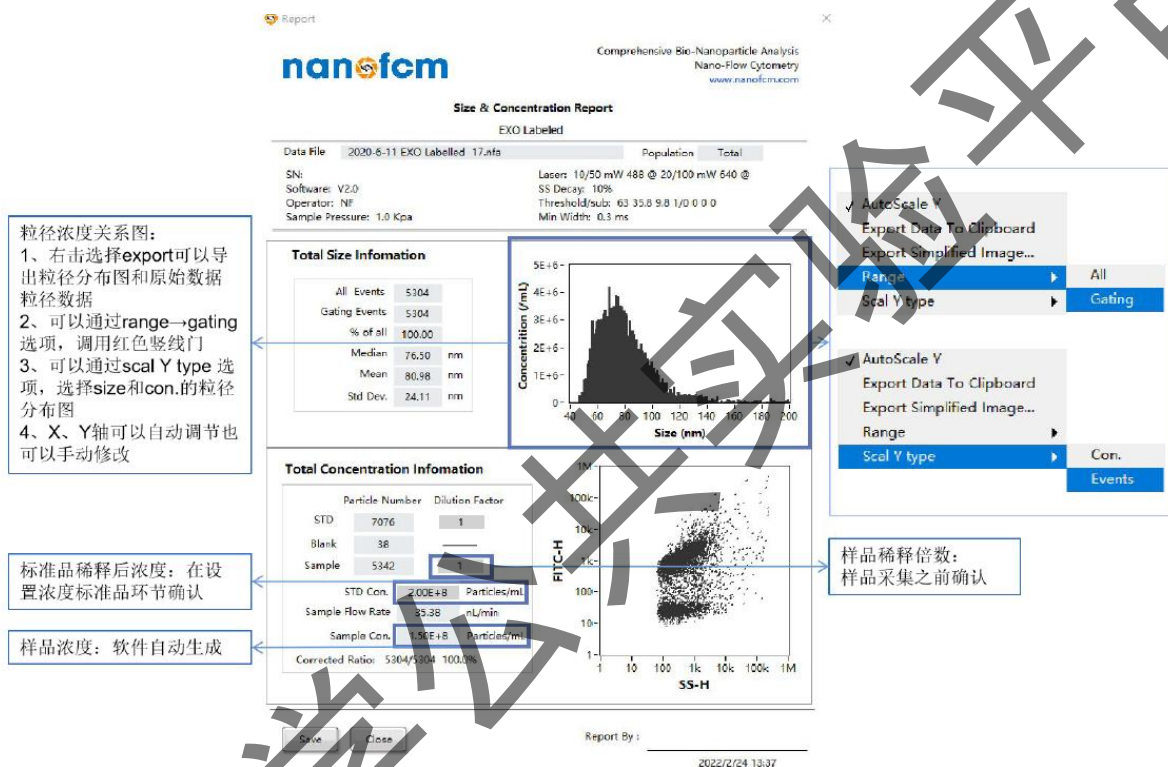 Report
nanofcm
Comprehensive Bio-Nanoparticle Analysis
Nano-Flow Cytometry
www.nanofcm.com
Size & Concentration Report
EXO Labeled
Data File 2020-6-11 EXO Labelled 17.nfa Population Total
SN:
Software: V2.0
Operator: NF
Sample Pressure: 1.0 Kpa
Laser: 10/50 mW 488 @ 20/100 mW 640 @
SS Decay: 10%
Threshold/sub: 63 35.8 9.8 1/0 0 0 0
Min Width: 0.3 ms
粒径浓度关系图:
1、右击选择export可以导
出粒径分布图和原始数据
粒径数据
2、可以通过range→gating
选项，调用红色竖线门
3、可以通过scal Y type 选
项，选择size和con.的粒径
分布图
4、X、Y轴可以自动调节也
可以手动修改
Total Size Infomation
All Events 5304
Gating Events 5304
% of all 100.00
Median 76.50 nm
Mean 80.98 nm
Std Dev. 24.11 nm
Concentrition (/mL)
5E+6
4E+6
3E+6
2E+6
1E+6
0
40 60 80 100 120 140 160 180 200
Size (nm)
AutoScale Y
Export Data To Clipboard
Export Simplified Image...
Range
Scal Y type
All
Gating
AutoScale Y
Export Data To Clipboard
Export Simplified Image...
Range
Scal Y type
Con.
Events
Total Concentration Infomation
Particle Number Dilution Factor
STD 7076 1
Blank 38
Sample 5342 1
STD Con. 2.00E+8 Particles/mL
Sample Flow Rate 35.38 nL/min
Sample Con. 1.50E+8 Particles/mL
Corrected Ratio: 5304/5304 100.0%
FITC-H
1M
100k
10k
1k
100
10
1
1 10 100 1k 10k 100k 1M
SS-H
标准品稀释后浓度：在设
置浓度标准品环节确认
样品浓度：软件自动生成
样品稀释倍数：
样品采集之前确认
Save
Close
Report By :
2022/2/24 13:37
学公共实验平